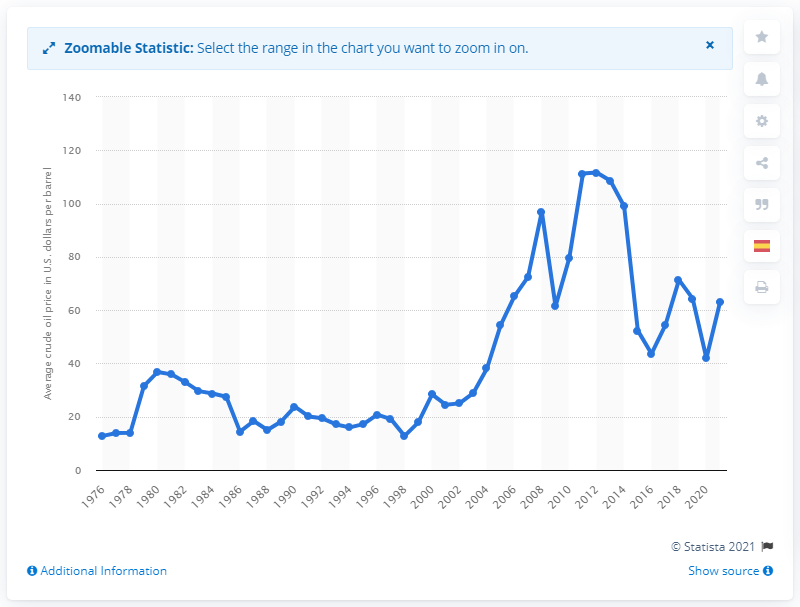 Zoomable Statistic: Select the range in the chart you want to zoom in on. ×
Average crude oil price in U.S. dollars per barrel
140
120
100
80
60
40
20
0
1976 1978 1980 1982 1984 1986 1988 1990 1992 1994 1996 1998 2000 2002 2004 2006 2008 2010 2012 2014 2016 2018 2020
© Statista 2021
Additional Information
Show source